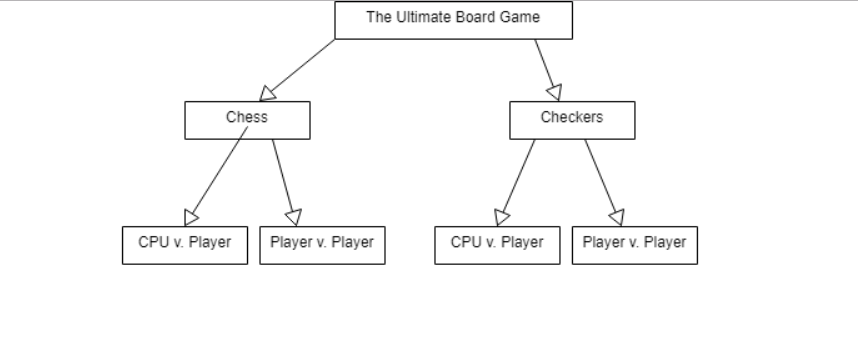 The Ultimate Board Game
Chess
Checkers
CPU v. Player
Player v. Player
CPU v. Player
Player v. Player